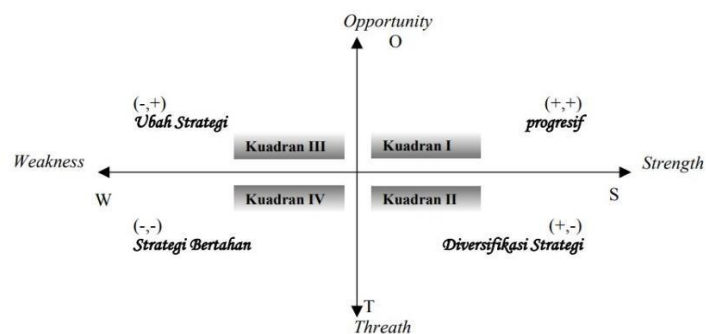 Opportunity
O
(-,+)
Ubah Strategi
(+,+)
progresif
Kuadran III
Kuadran I
Weakness
Strength
W
S
Kuadran IV
Kuadran II
(-,-)
Strategi Bertahan
(+,-)
Diversifikasi Strategi
T
Threath